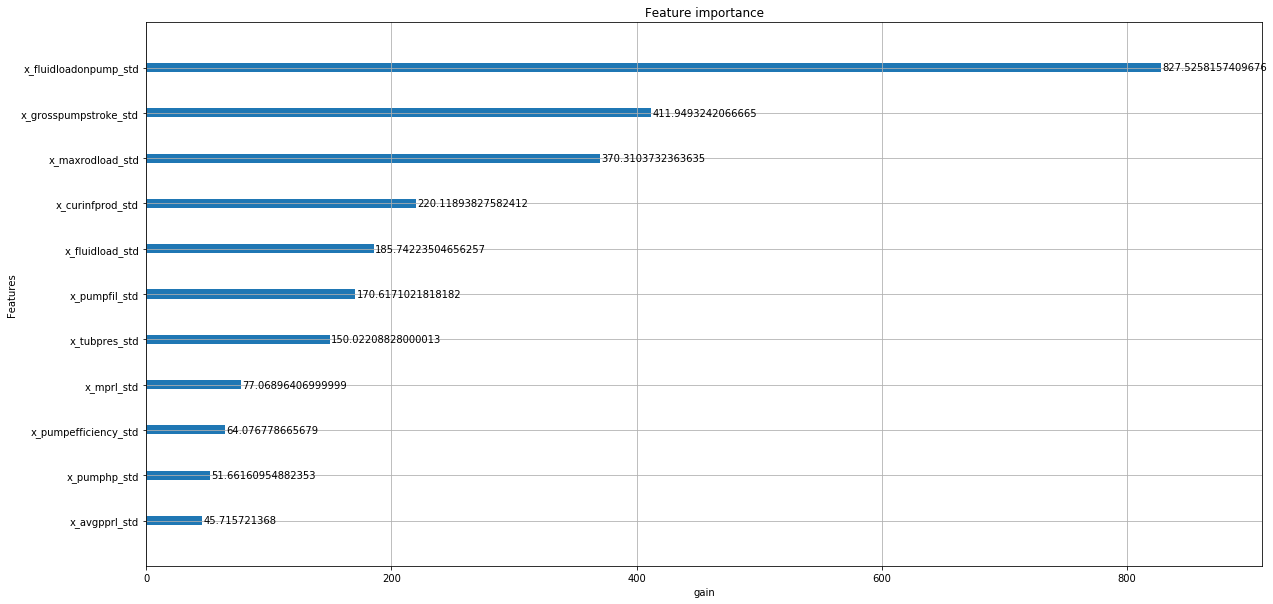 Feature importance
x_fluidloadonpump_std 827.5258157409676
x_grosspumpstroke_std 411.9493242066665
x_maxrodload_std 370.3103732363635
x_curinfprod_std 220.11893827582412
x_fluidload_std 185.74223504656257
x_pumpfil_std 170.6171021818182
x_tubpres_std 150.02208828000013
x_mprl_std 77.06896406999999
x_pumpefficiency_std 64.076778665679
x_pumphp_std 51.66160954882353
x_avgpprl_std 45.715721368
Features
0 200 400 600 800
gain